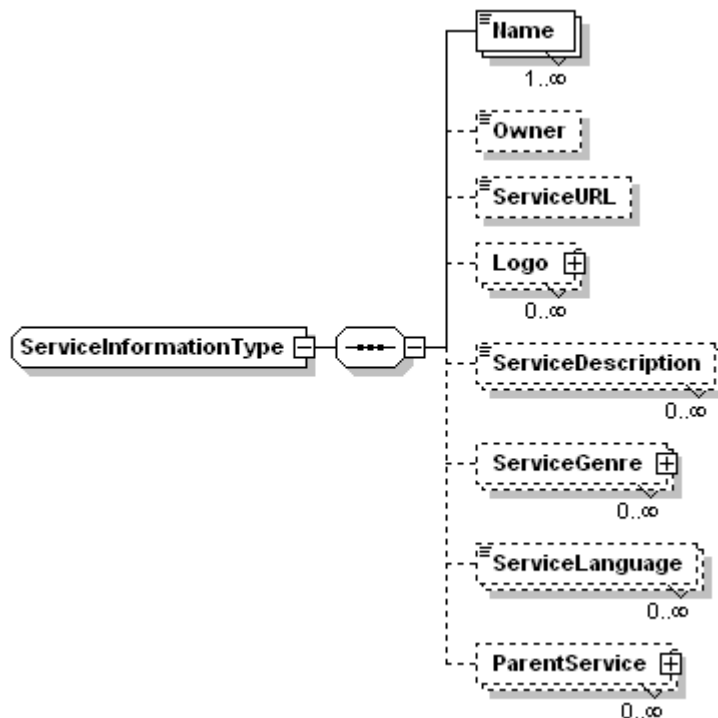 Name
1..∞
Owner
ServiceURL
Logo
0..∞
ServiceInformationType
ServiceDescription
0..∞
ServiceGenre
0..∞
ServiceLanguage
0..∞
ParentService
0..∞